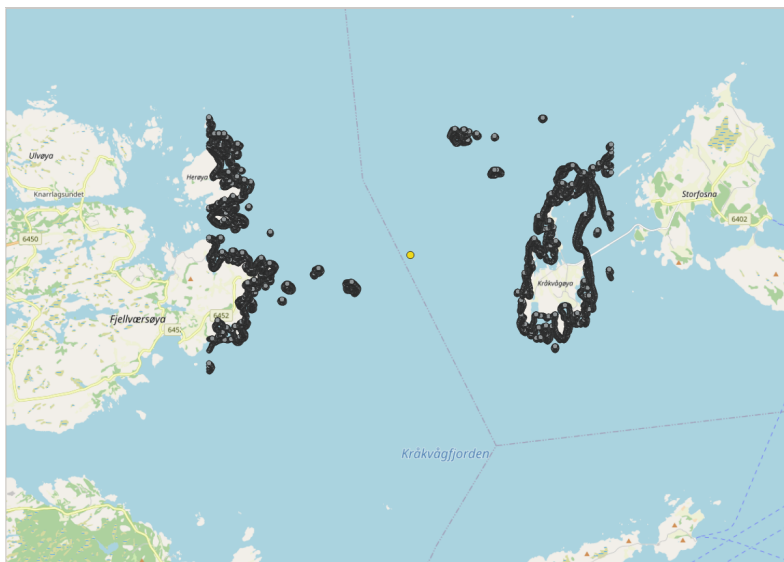 Ulvøya
Herøya
Knarrlagsundet
Storfosna
6402
6450
Kråkvågøya
Fjellværsøya
6452
645
Kråkvågfjorden